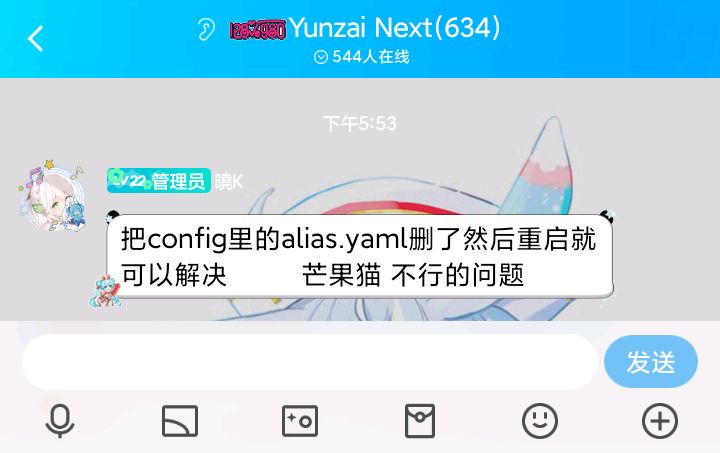 Yunzai Next(634)
544人在线
下午5:53
LV22 管理员 曉K
把config里的alias.yaml删了然后重启就
可以解决 芒果猫 不行的问题
发送